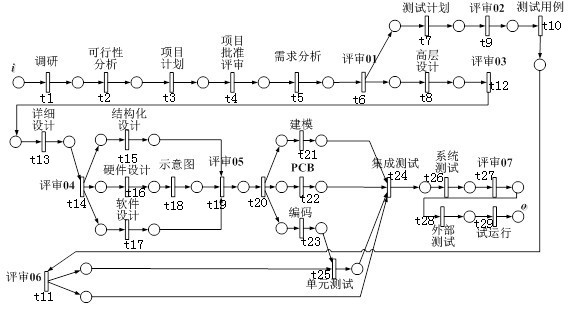 测试计划
评审02
测试用例
t7
t9
t10
调研
可行性
分析
项目
计划
项目
批准
评审
需求分析
评审01
高层
设计
评审03
i
t1
t2
t3
t4
t5
t6
t8
t12
详细
设计
t13
结构化
设计
t15
评审04
t14
硬件设计
t16
示意图
t18
评审05
t19
软件
设计
t17
t20
建模
t21
PCB
t22
编码
t23
集成测试
t24
系统
测试
t26
评审07
t27
o
t28
外部
测试
t29
试运行
评审06
t11
t25
单元测试